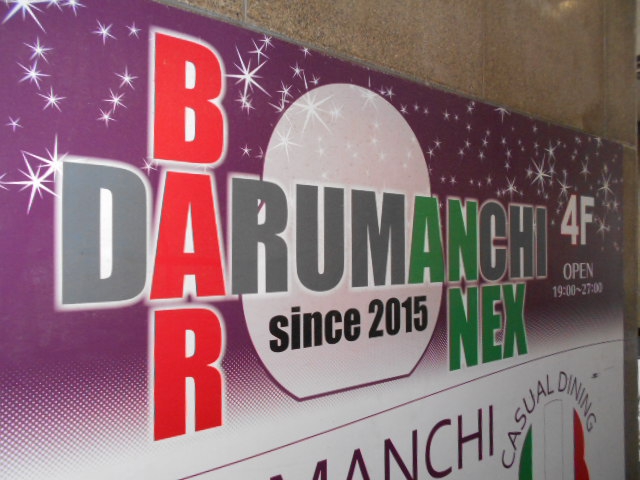 BAR
DARUMANCHI
ANNEX
since 2015
4F
OPEN
19:00~27:00
MANCHI
CASUAL DINING